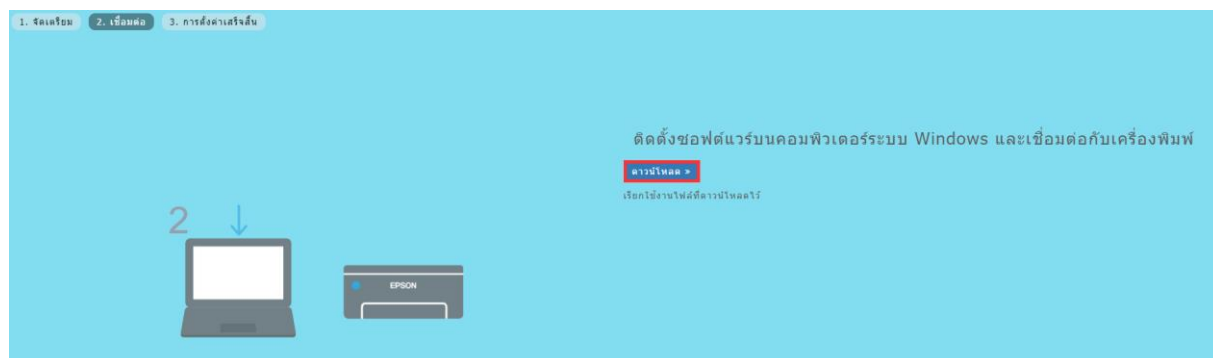 1. จัดเตรียม 2. เชื่อมต่อ 3. การตั้งค่าเสร็จสิ้น
ติดตั้งซอฟต์แวร์บนคอมพิวเตอร์ระบบ Windows และเชื่อมต่อกับเครื่องพิมพ์
ดาวน์โหลด »
เรียกใช้งานไฟล์ที่ดาวน์โหลดไว้
2
EPSON